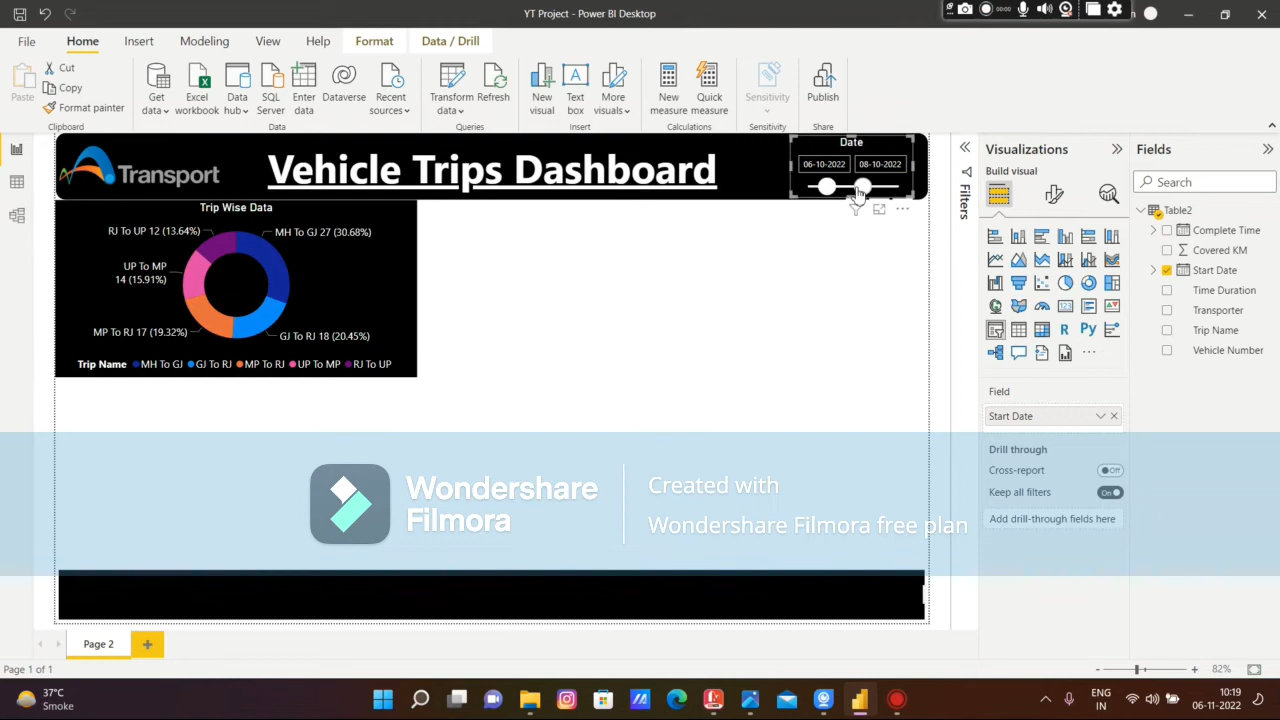 YT Project - Power BI Desktop
00:00
File
Home
Insert
Modeling
View
Help
Format
Data / Drill
Paste
Cut
Copy
Format painter
Clipboard
Get data
Excel workbook
Data hub
SQL Server
Enter data
Dataverse
Recent sources
Data
Transform data
Refresh
Queries
New visual
Text box
More visuals
Insert
New measure
Quick measure
Calculations
Sensitivity
Sensitivity
Publish
Share
Transport
Vehicle Trips Dashboard
Date
06-10-2022
08-10-2022
Trip Wise Data
RJ To UP 12 (13.64%)
MH To GJ 27 (30.68%)
UP To MP
14 (15.91%)
MP To RJ 17 (19.32%)
GJ To RJ 18 (20.45%)
Trip Name MH To GJ GJ To RJ MP To RJ UP To MP RJ To UP
Filters
Visualizations
Build visual
R
Py
Field
Start Date
Drill through
Cross-report
Off
Keep all filters
On
Add drill-through fields here
Fields
Search
Table2
Complete Time
Covered KM
Start Date
Time Duration
Transporter
Trip Name
Vehicle Number
Wondershare
Filmora
Created with
Wondershare Filmora free plan
Page 2
Page 1 of 1
82%
37°C
Smoke
ENG
IN
10:19
06-11-2022